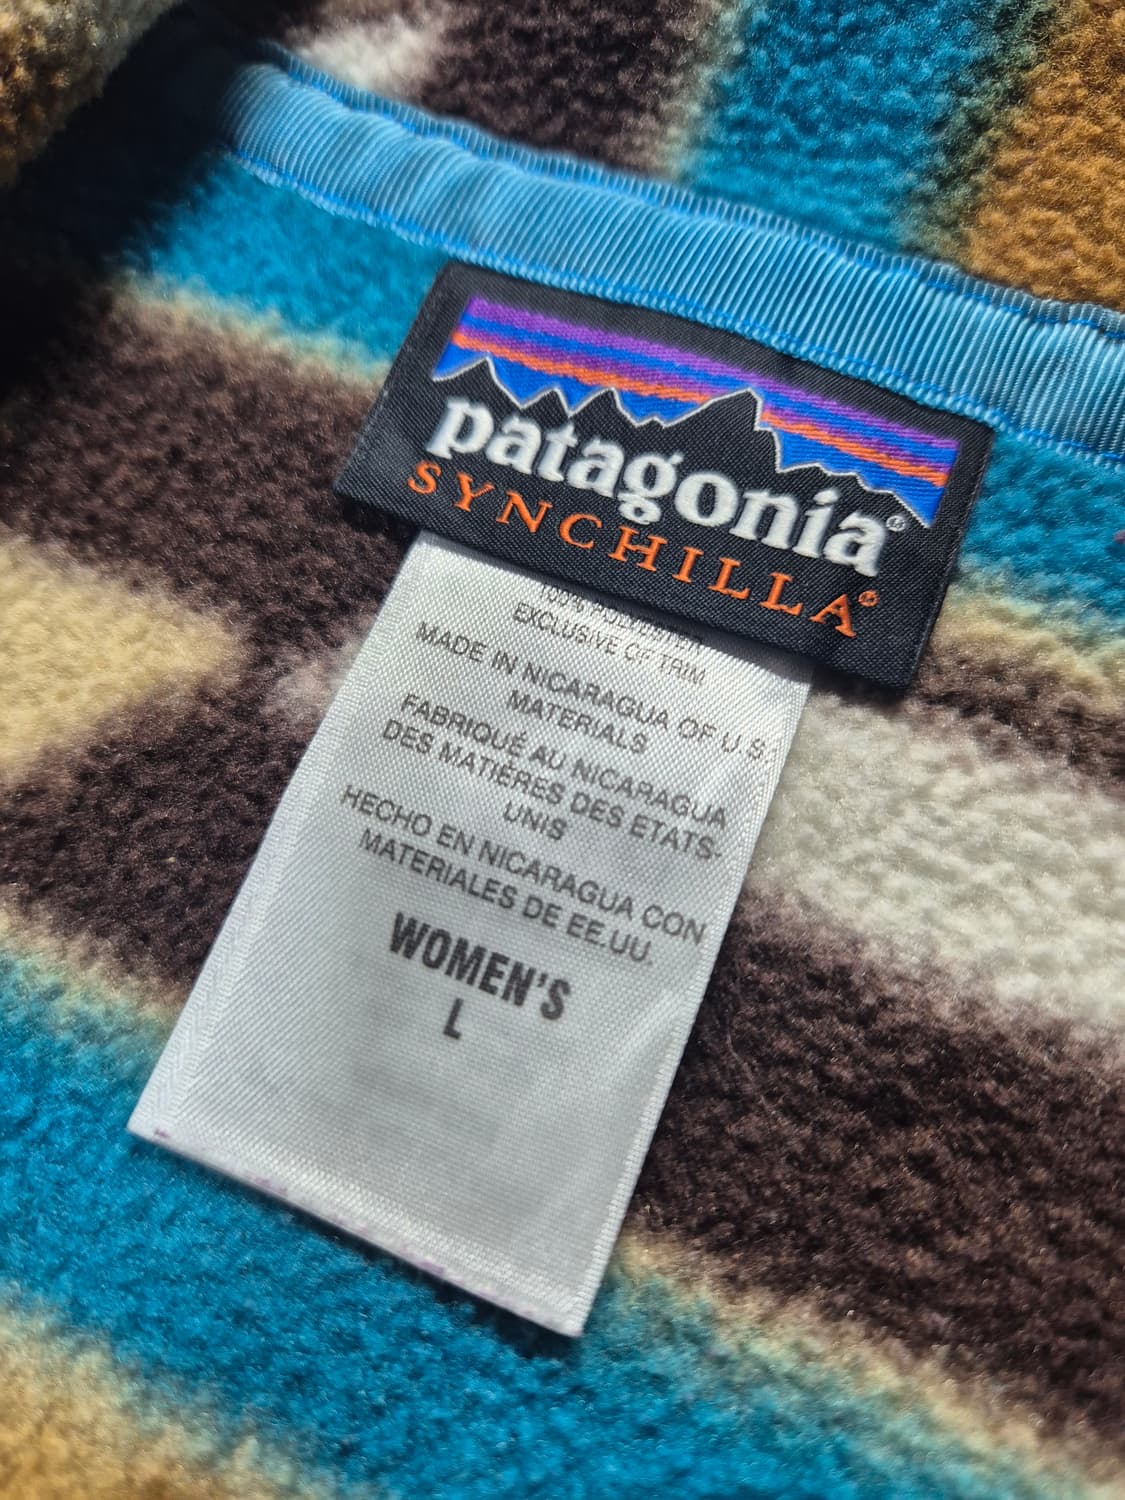 patagonia®
SYNCHILLA®
100% POLYESTER
EXCLUSIVE OF TRIM
MADE IN NICARAGUA OF U.S.
MATERIALS
FABRIQUÉ AU NICARAGUA
DES MATIÈRES DES ETATS-
UNIS
HECHO EN NICARAGUA CON
MATERIALES DE EE.UU.
WOMEN'S
L